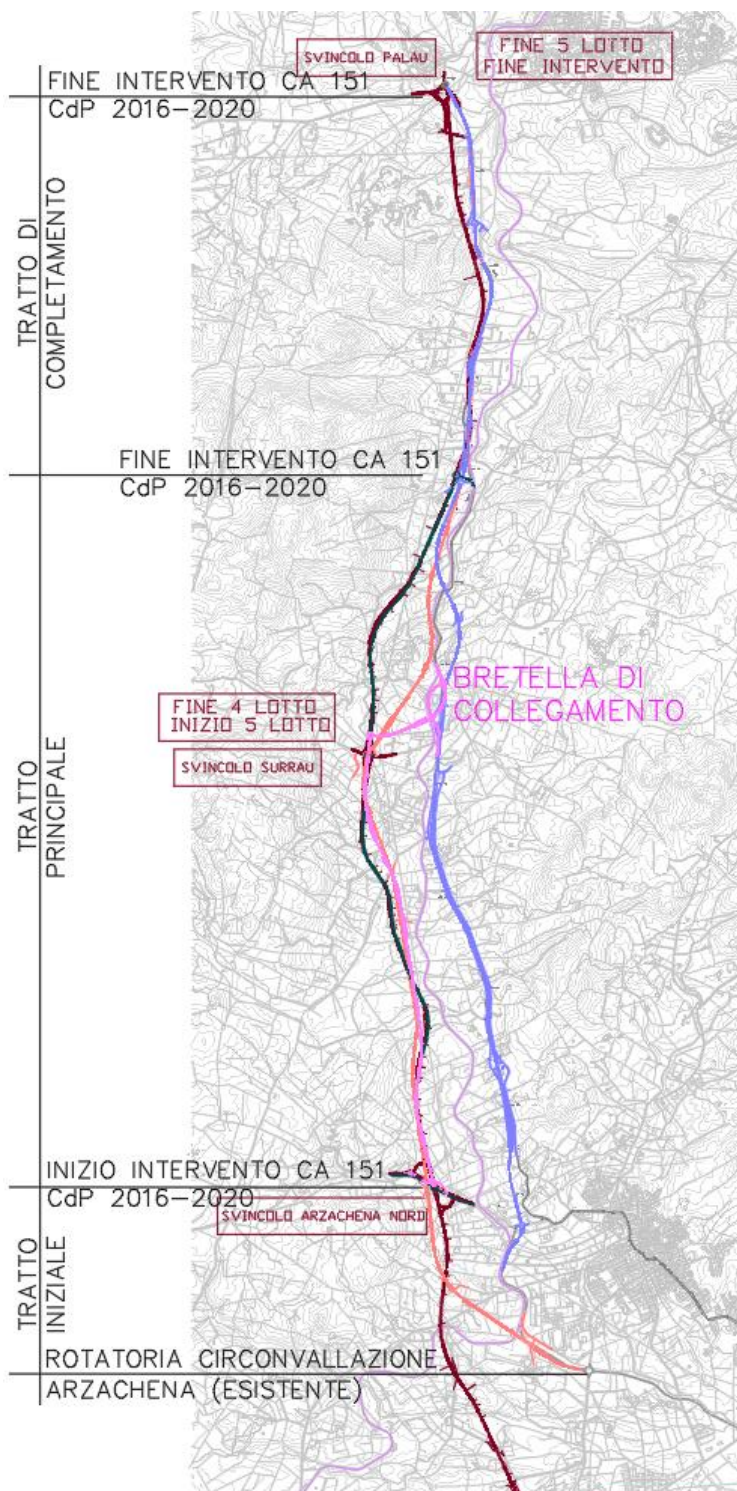 SVINCOLO PALAU
FINE 5 LOTTO
FINE INTERVENTO
FINE INTERVENTO CA 151
CdP 2016-2020
TRATTO DI
COMPLETAMENTO
FINE INTERVENTO CA 151
CdP 2016-2020
BRETELLA DI
COLLEGAMENTO
FINE 4 LOTTO
INIZIO 5 LOTTO
SVINCOLO SURRAU
TRATTO
PRINCIPALE
INIZIO INTERVENTO CA 151
CdP 2016-2020
SVINCOLO ARZACHENA NORD
TRATTO
INIZIALE
ROTATORIA CIRCONVALLAZIONE
ARZACHENA (ESISTENTE)